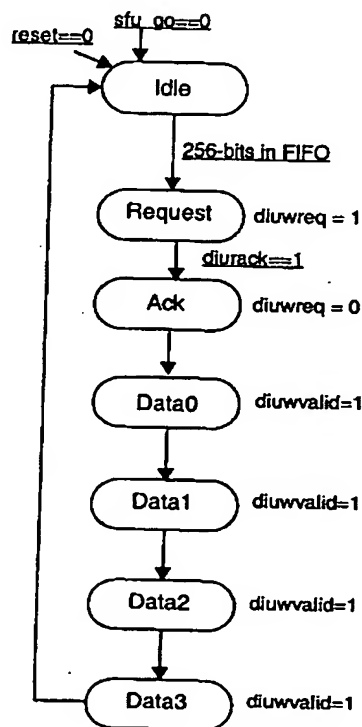 sfu_go==0
reset==0
Idle
256-bits in FIFO
Request diuwreq = 1
diurack==1
Ack diuwreq = 0
Data0 diuwvalid=1
Data1 diuwvalid=1
Data2 diuwvalid=1
Data3 diuwvalid=1